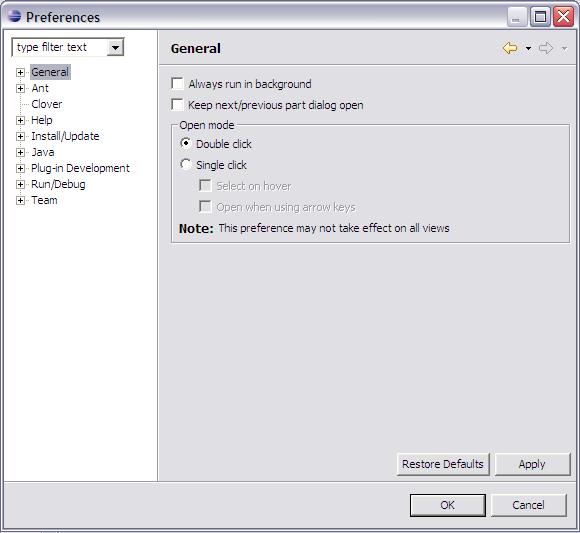 Preferences
type filter text
General
Ant
Clover
Help
Install/Update
Java
Plug-in Development
Run/Debug
Team
General
Always run in background
Keep next/previous part dialog open
Open mode
Double click
Single click
Select on hover
Open when using arrow keys
Note: This preference may not take effect on all views
Restore Defaults Apply
OK Cancel